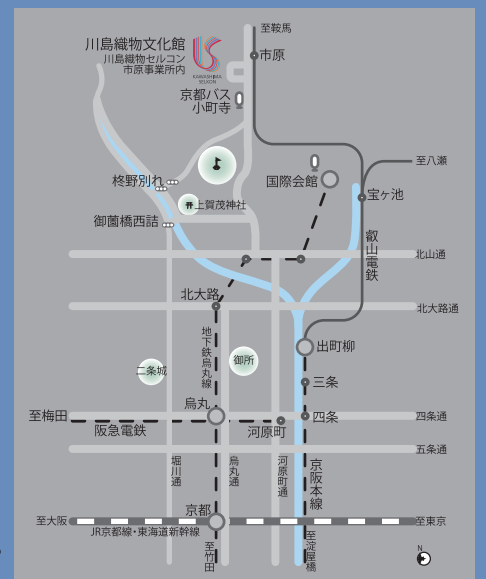 至鞍馬
川島織物文化館
川島織物セルコン
市原事業所内
KAWASHIMA
SELKON
市原
京都バス
小町寺
至八瀬
柊野別れ
国際会館
宝ヶ池
上賀茂神社
御薗橋西詰
叡山電鉄
北山通
北大路
北大路通
地下鉄烏丸線
御所
出町柳
二条城
三条
烏丸
至梅田
四条
四条通
阪急電鉄
河原町
五条通
堀川通
烏丸通
河原町通
京阪本線
京都
至大阪
至東京
JR京都線・東海道新幹線
至竹田
至淀屋橋
N